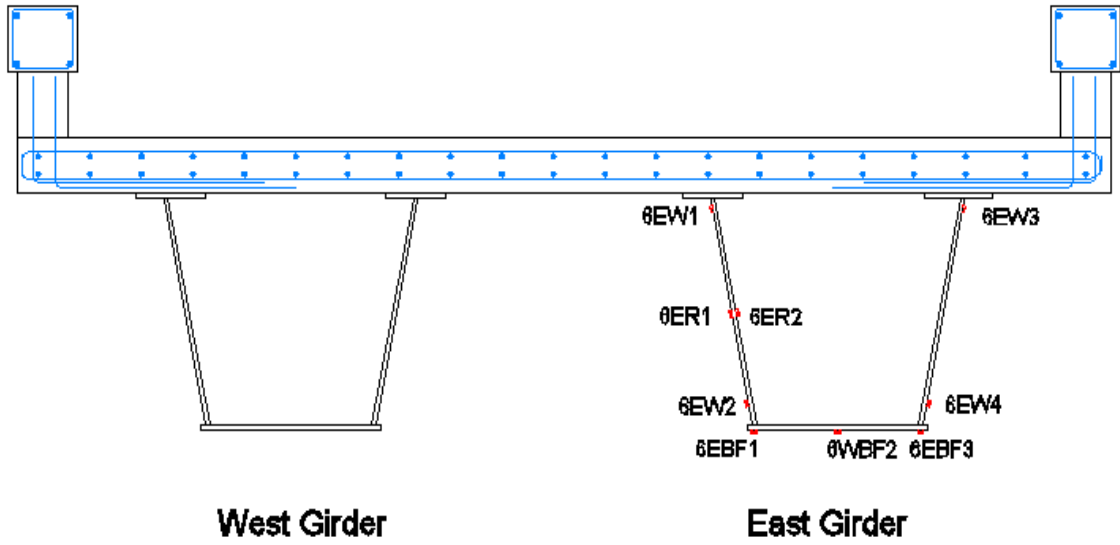 6EW1
6EW3
6ER1
6ER2
6EW2
6EW4
6EBF1
6WBF2
6EBF3
West Girder
East Girder